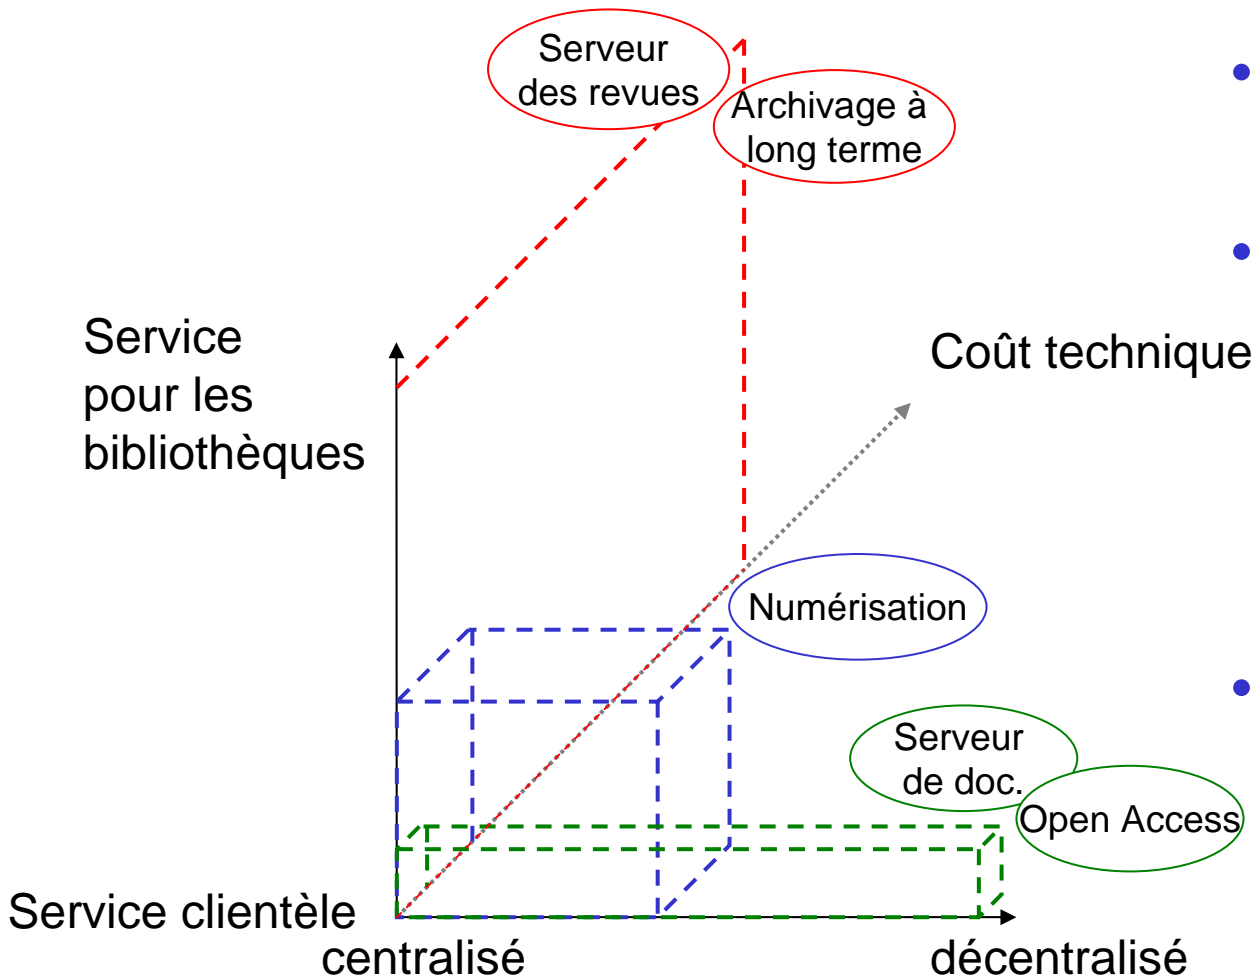 Serveur
des revues
Archivage à
long terme
Service
pour les
bibliothèques
Coût technique
Numérisation
Serveur
de doc.
Open Access
Service clientèle
centralisé
décentralisé